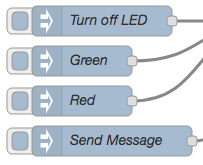 Turn off LED
Green
Red
Send Message